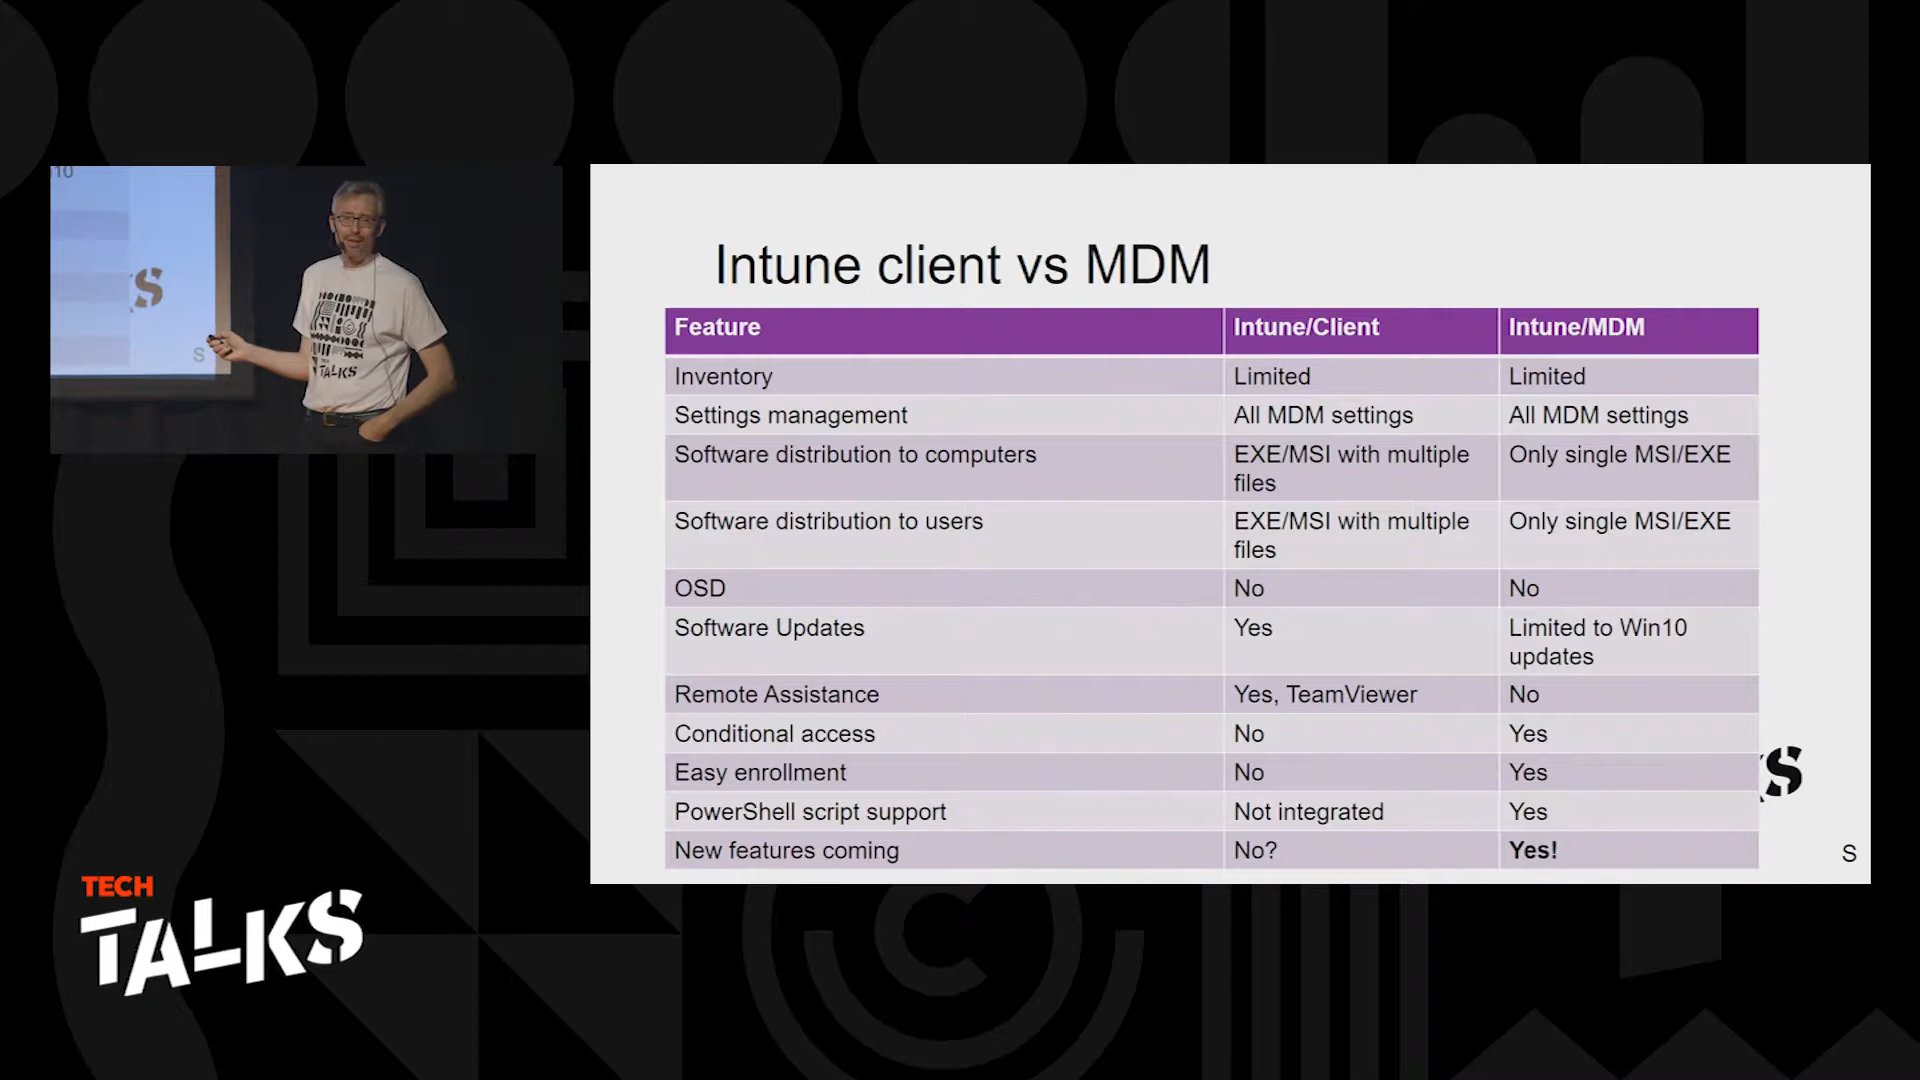 10
S
S
TECH
TALKS
Intune client vs MDM
Feature Intune/Client Intune/MDM
Inventory Limited Limited
Settings management All MDM settings All MDM settings
Software distribution to computers EXE/MSI with multiple files Only single MSI/EXE
Software distribution to users EXE/MSI with multiple files Only single MSI/EXE
OSD No No
Software Updates Yes Limited to Win10 updates
Remote Assistance Yes, TeamViewer No
Conditional access No Yes
Easy enrollment No Yes
PowerShell script support Not integrated Yes
New features coming No? Yes!
S
S
TECH
TALKS